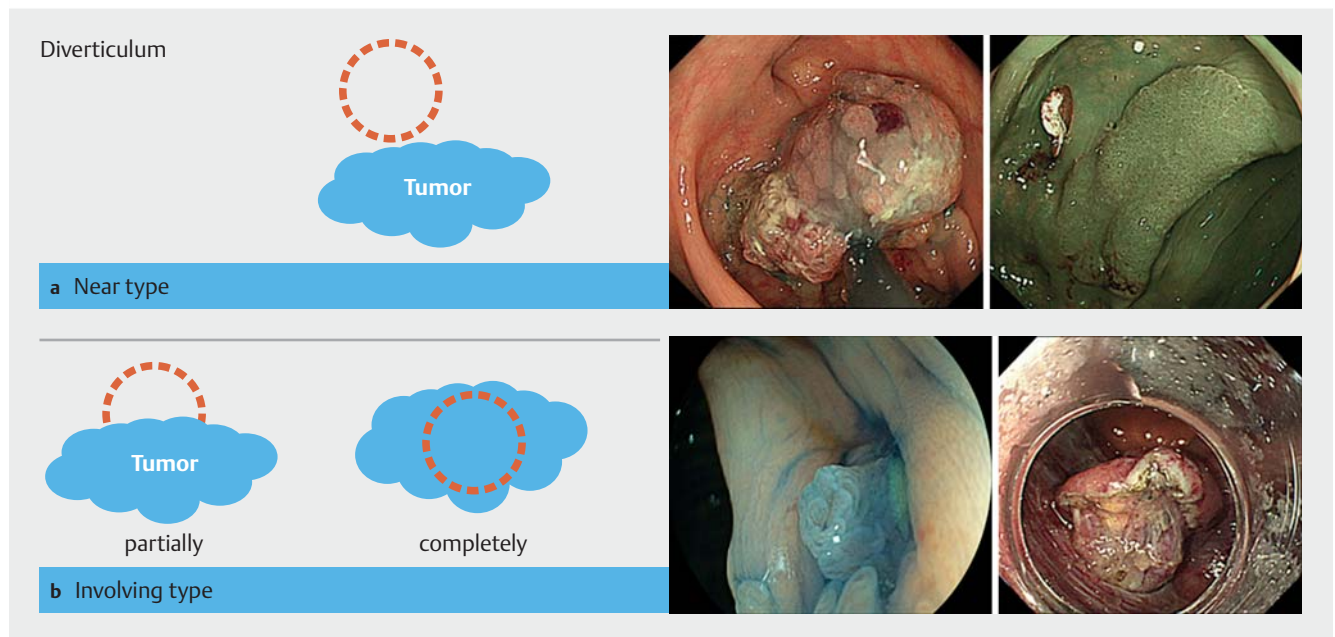 Diverticulum
Tumor
a Near type
Tumor
partially
completely
b Involving type